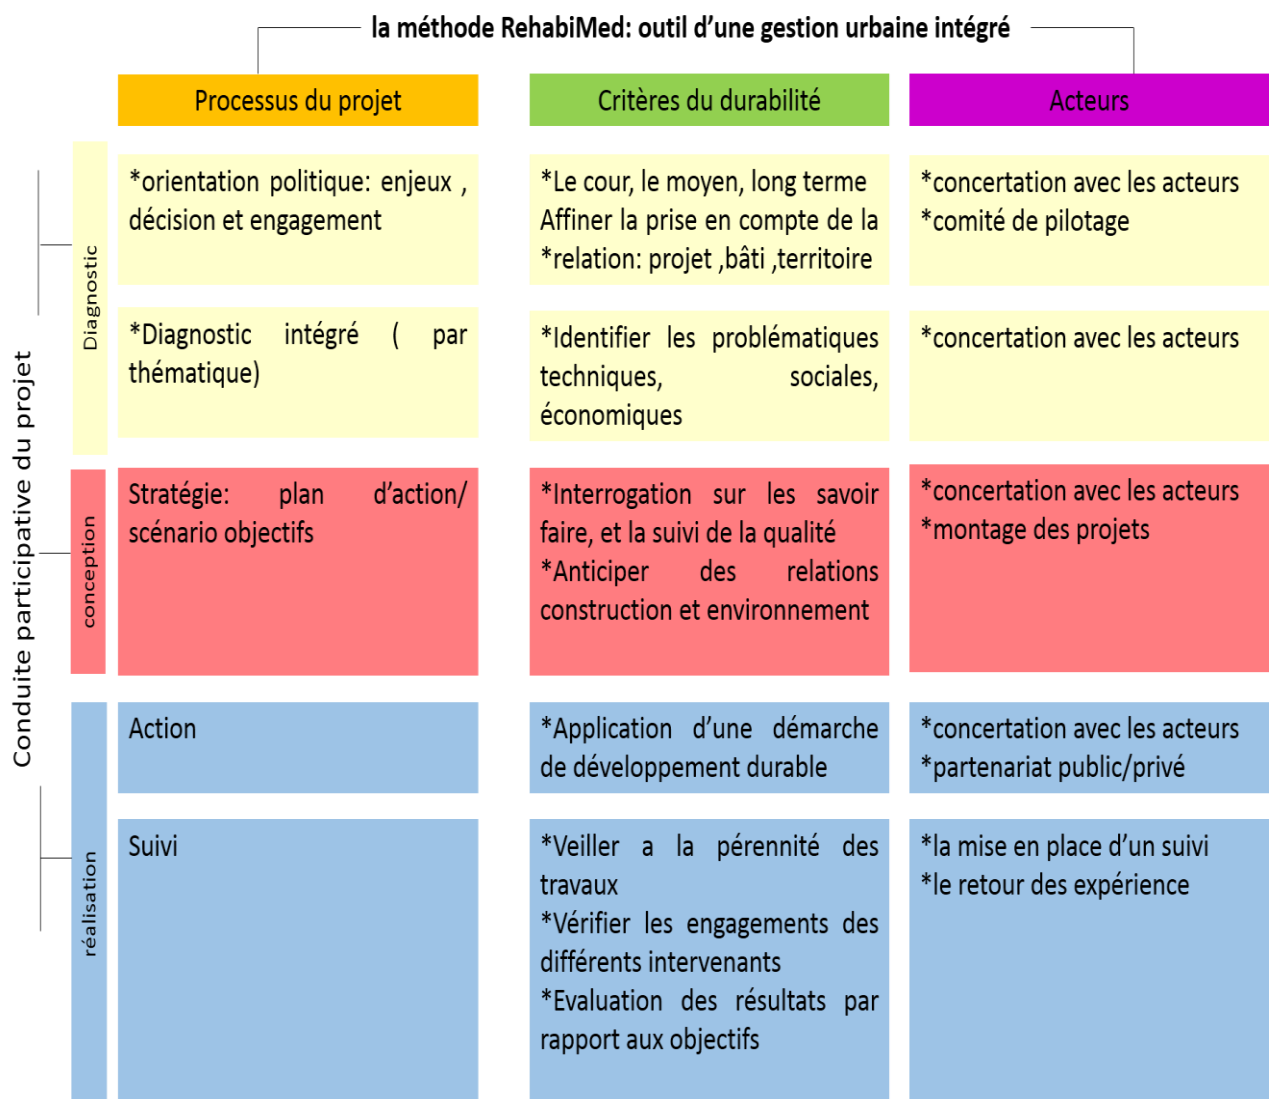 la méthode RehabiMed: outil d'une gestion urbaine intégré
Processus du projet
Critères du durabilité
Acteurs
Conduite participative du projet
Diagnostic
*orientation politique: enjeux ,
décision et engagement
*Le cour, le moyen, long terme
Affiner la prise en compte de la
*relation: projet ,bâti ,territoire
*concertation avec les acteurs
*comité de pilotage
*Diagnostic intégré ( par
thématique)
*Identifier les problématiques
techniques, sociales,
économiques
*concertation avec les acteurs
conception
Stratégie: plan d'action/
scénario objectifs
*Interrogation sur les savoir
faire, et la suivi de la qualité
*Anticiper des relations
construction et environnement
*concertation avec les acteurs
*montage des projets
réalisation
Action
*Application d'une démarche
de développement durable
*concertation avec les acteurs
*partenariat public/privé
Suivi
*Veiller a la pérennité des
travaux
*Vérifier les engagements des
différents intervenants
*Evaluation des résultats par
rapport aux objectifs
*la mise en place d'un suivi
*le retour des expérience